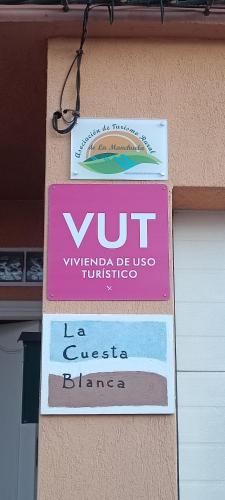 Asociación de Turismo Rural
de La Manchuela
VUT
VIVIENDA DE USO
TURÍSTICO
La
Cuesta
Blanca